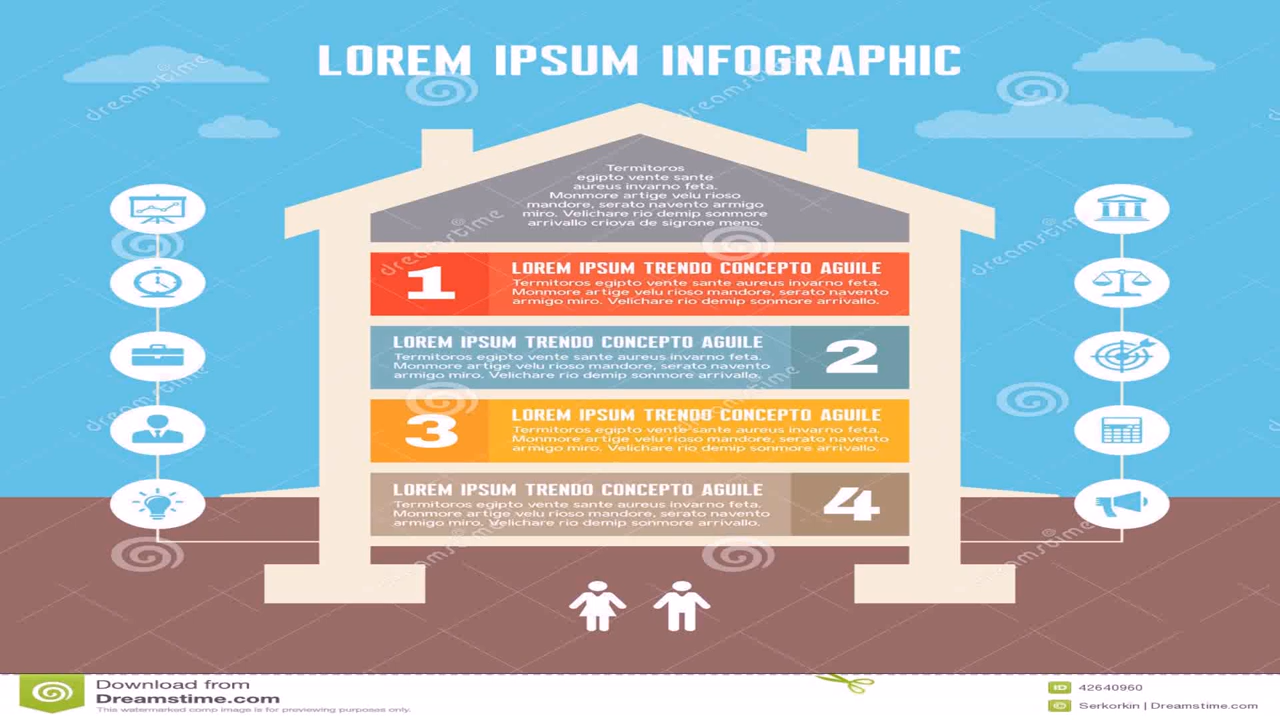 LOREM IPSUM INFOGRAPHIC
Termitoros
egipto vente sante
aureus invarno feta.
Monmore artige velu rioso
mandore, serato navento armigo
miro. Velichare rio demip sonmore
arrivallo criova de sigrone meno.
1
LOREM IPSUM TRENDO CONCEPTO AGUILE
Termitoros egipto vente sante aureus invarno feta.
Monmore artige velu rioso mandore, serato navento
armigo miro. Velichare rio demip sonmore arrivallo.
LOREM IPSUM TRENDO CONCEPTO AGUILE
Termitoros egipto vente sante aureus invarno feta.
Monmore artige velu rioso mandore, serato navento
armigo miro. Velichare rio demip sonmore arrivallo.
2
3
LOREM IPSUM TRENDO CONCEPTO AGUILE
Termitoros egipto vente sante aureus invarno feta.
Monmore artige velu rioso mandore, serato navento
armigo miro. Velichare rio demip sonmore arrivallo.
LOREM IPSUM TRENDO CONCEPTO AGUILE
Termitoros egipto vente sante aureus invarno feta.
Monmore artige velu rioso mandore, serato navento
armigo miro. Velichare rio demip sonmore arrivallo.
4
dreamstime
dreamstime
dreamstime
dreamstime
dreamstime
dreamstime
dreamstime
dreamstime
Download from
Dreamstime.com
This watermarked comp image is for previewing purposes only.
ID 42640960
Serkorkin | Dreamstime.com